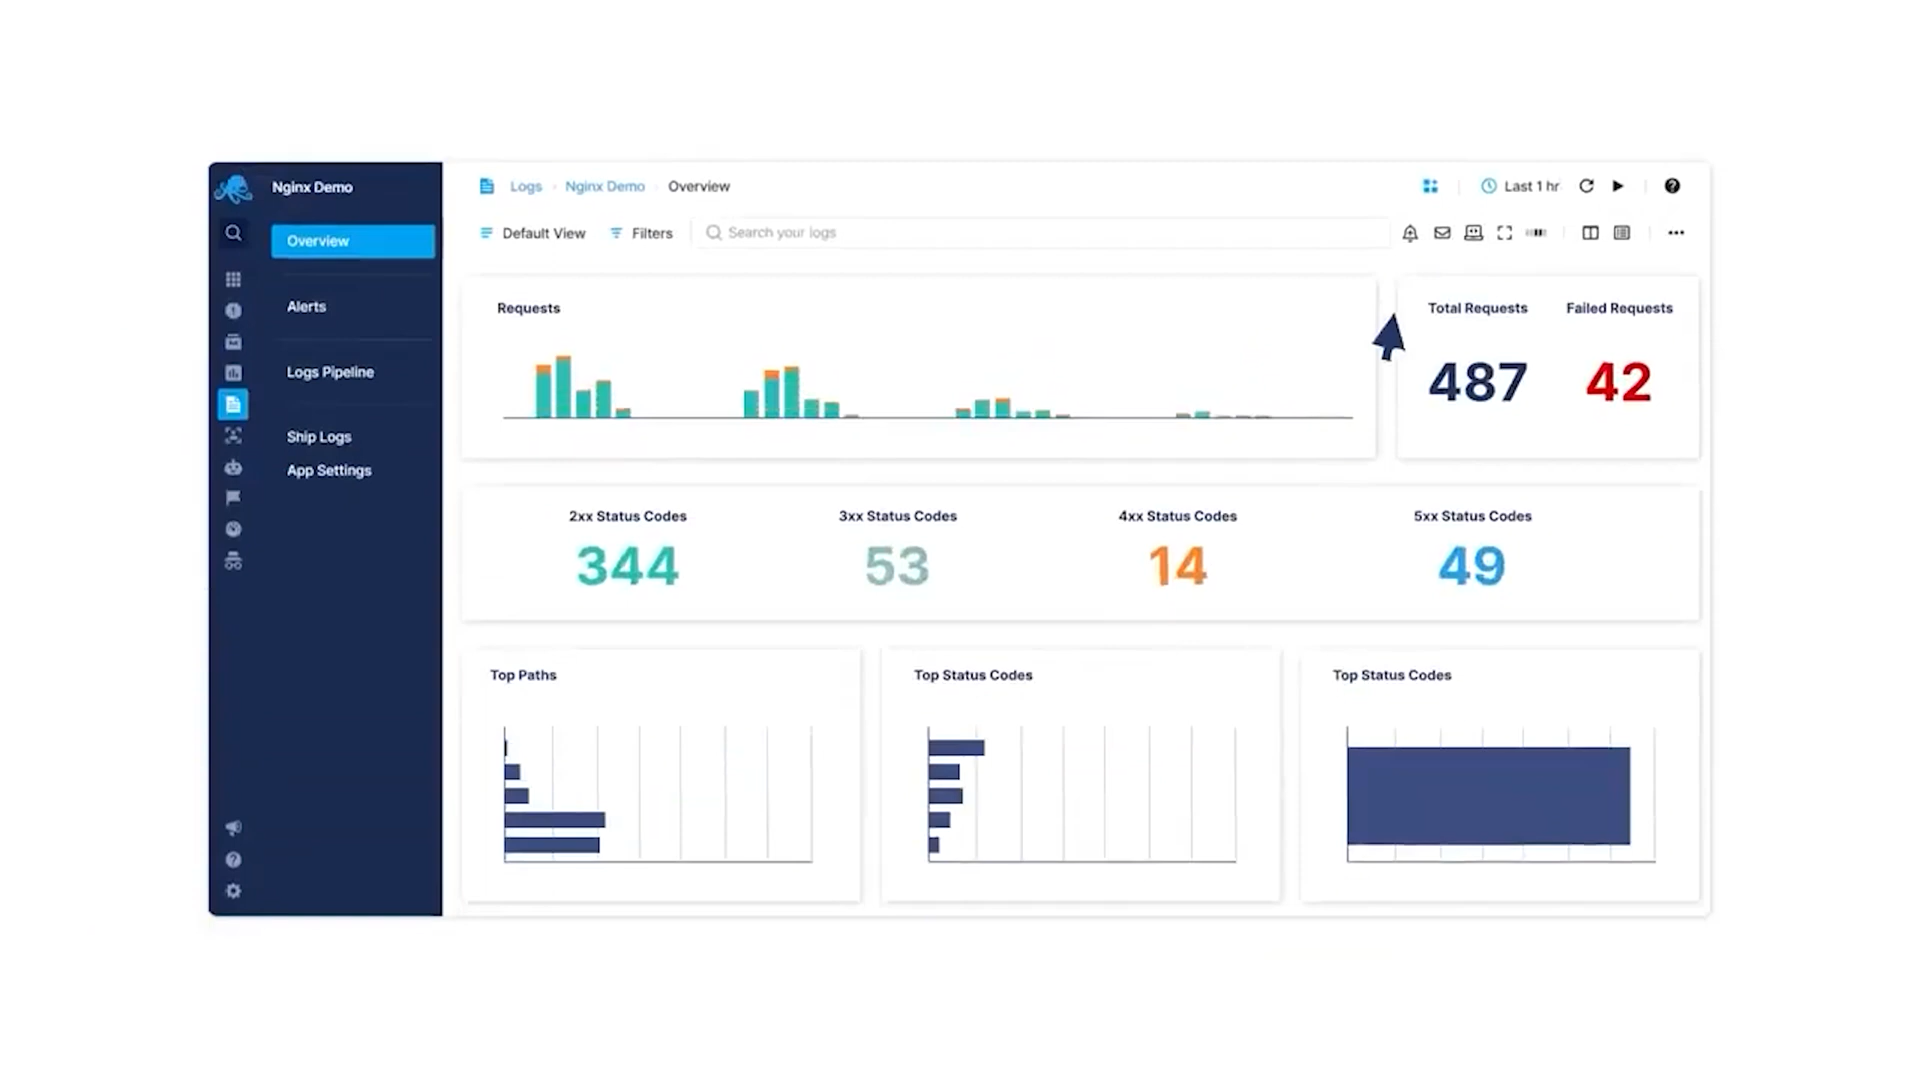 Nginx Demo
Overview
Alerts
Logs Pipeline
Ship Logs
App Settings
Logs Nginx Demo Overview
Last 1 hr
Default View Filters Search your logs
Requests
Total Requests Failed Requests
487 42
2xx Status Codes 3xx Status Codes 4xx Status Codes 5xx Status Codes
344 53 14 49
Top Paths Top Status Codes Top Status Codes